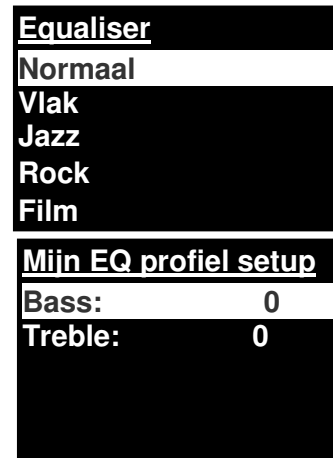 Equaliser
Normaal
Vlak
Jazz
Rock
Film
Mijn EQ profiel setup
Bass: 0
Treble: 0